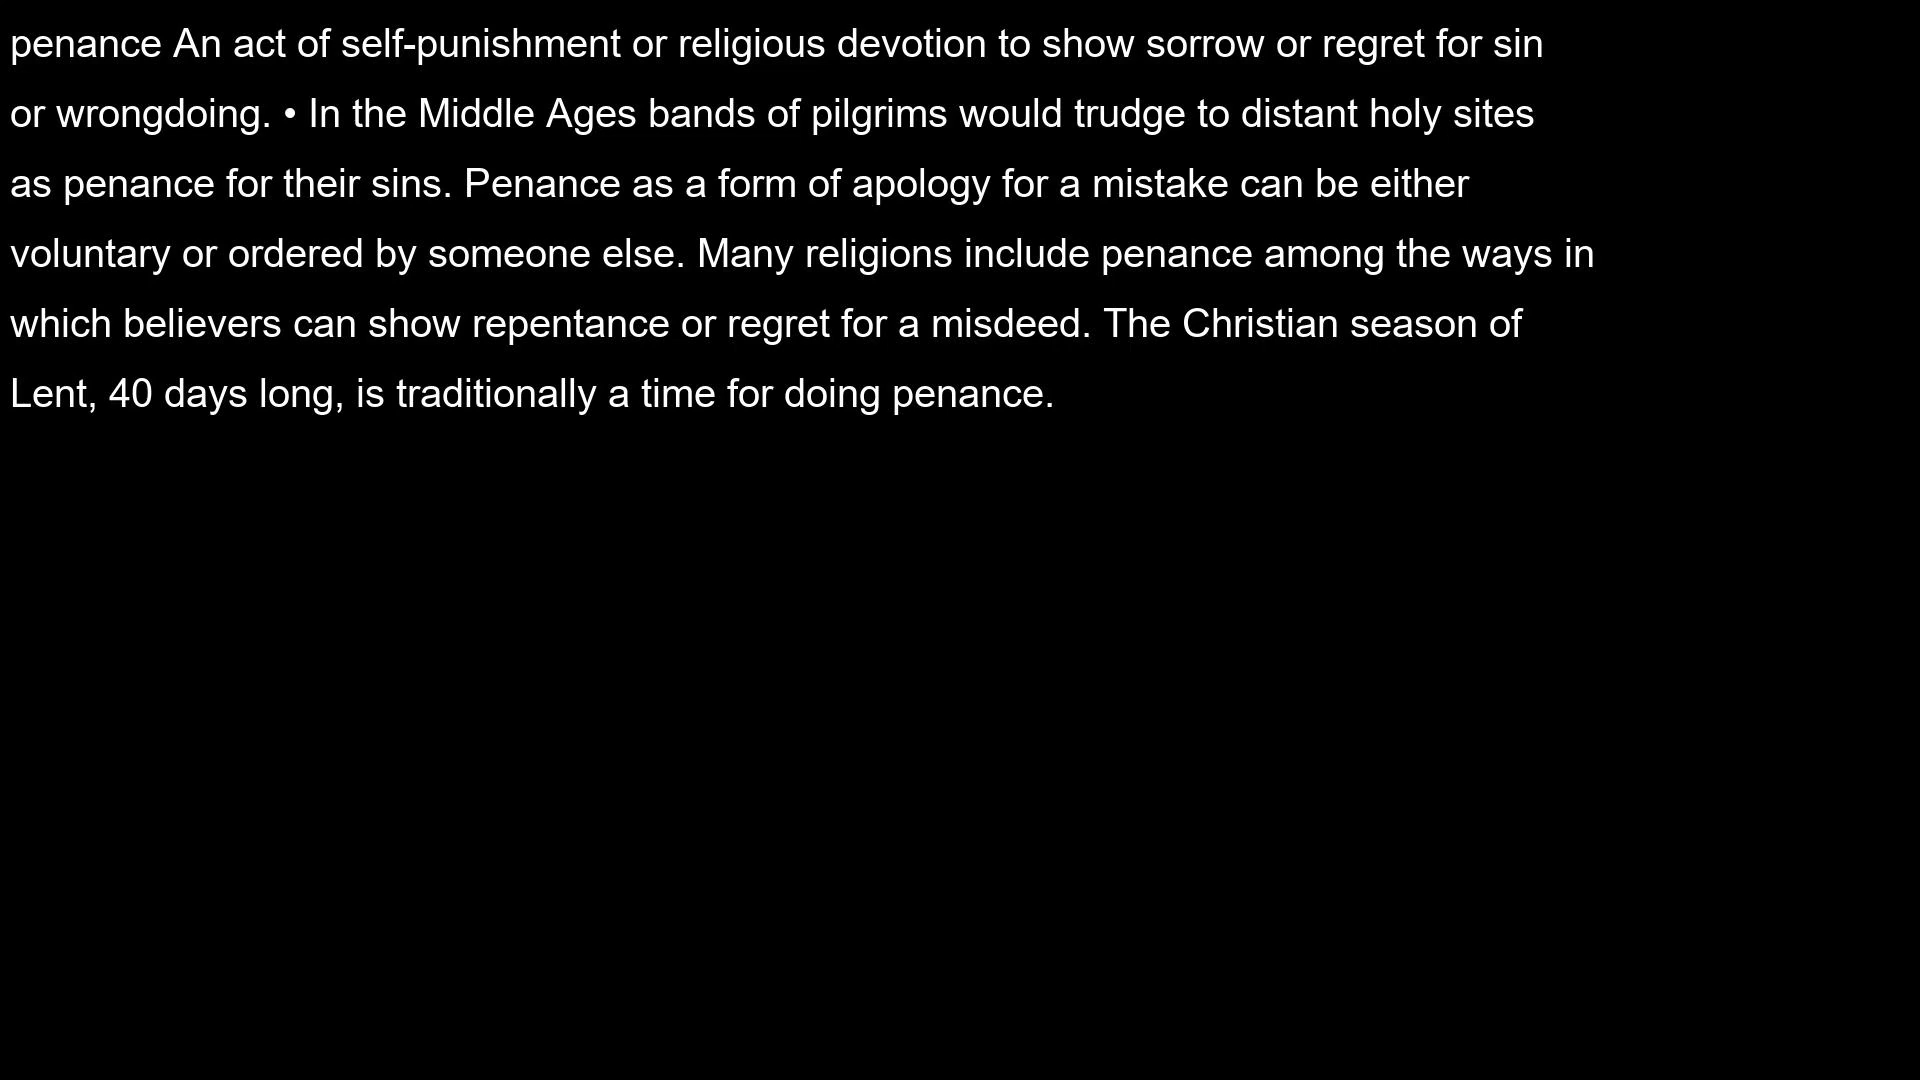 penance An act of self-punishment or religious devotion to show sorrow or regret for sin
or wrongdoing. • In the Middle Ages bands of pilgrims would trudge to distant holy sites
as penance for their sins. Penance as a form of apology for a mistake can be either
voluntary or ordered by someone else. Many religions include penance among the ways in
which believers can show repentance or regret for a misdeed. The Christian season of
Lent, 40 days long, is traditionally a time for doing penance.